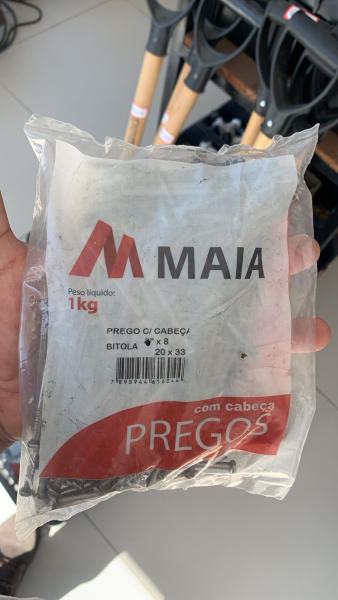 MAIA
Peso líquido:
1kg
PREGO C/ CABEÇA
BITOLA x 8
20 x 33
com cabeça
PREGOS